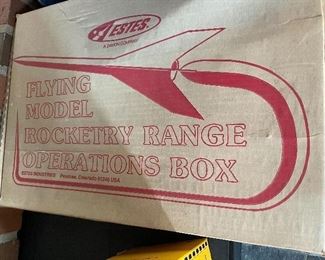 ESTES
A DAMON COMPANY
FLYING
MODEL
ROCKETRY RANGE
OPERATIONS BOX
ESTES INDUSTRIES Penrose, Colorado 81240 USA